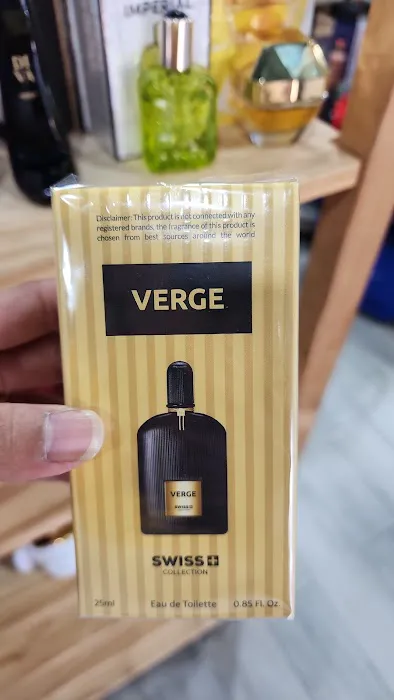 IMPERIAL
Disclaimer: This product is not connected with any
registered brands, the fragrance of this product is
chosen from best sources around the world
VERGE
VERGE
SWISS
COLLECTION
25ml Eau de Toilette 0.85 Fl. Oz.